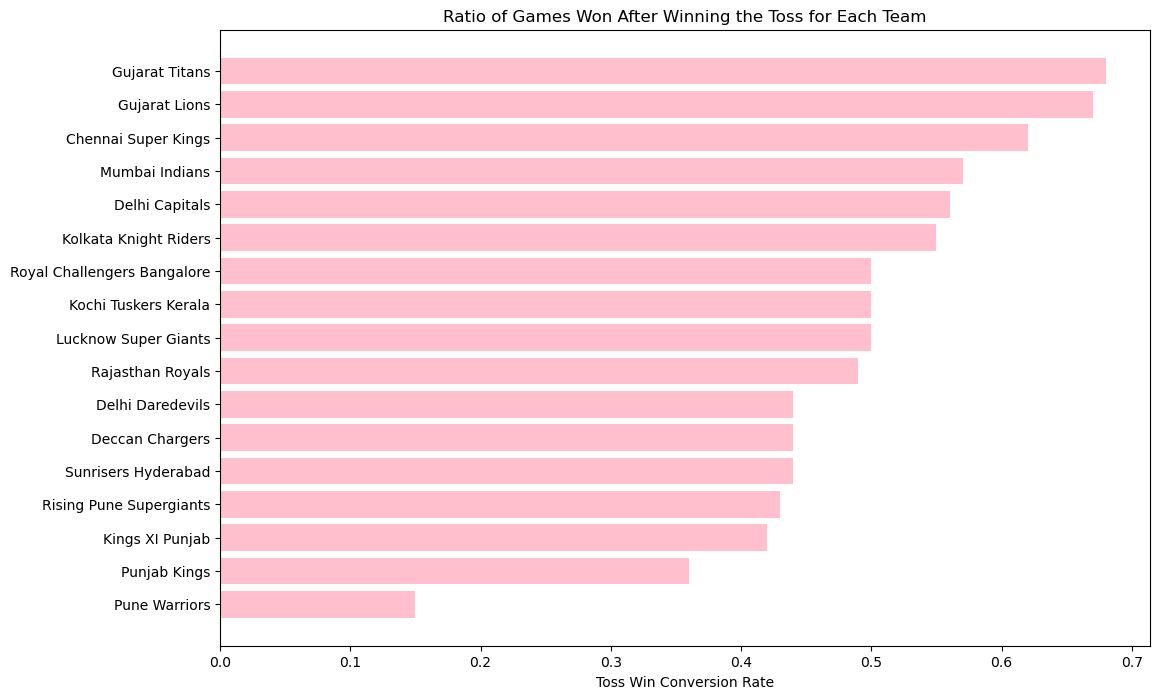 Ratio of Games Won After Winning the Toss for Each Team
Gujarat Titans
Gujarat Lions
Chennai Super Kings
Mumbai Indians
Delhi Capitals
Kolkata Knight Riders
Royal Challengers Bangalore
Kochi Tuskers Kerala
Lucknow Super Giants
Rajasthan Royals
Delhi Daredevils
Deccan Chargers
Sunrisers Hyderabad
Rising Pune Supergiants
Kings XI Punjab
Punjab Kings
Pune Warriors
0.0 0.1 0.2 0.3 0.4 0.5 0.6 0.7
Toss Win Conversion Rate